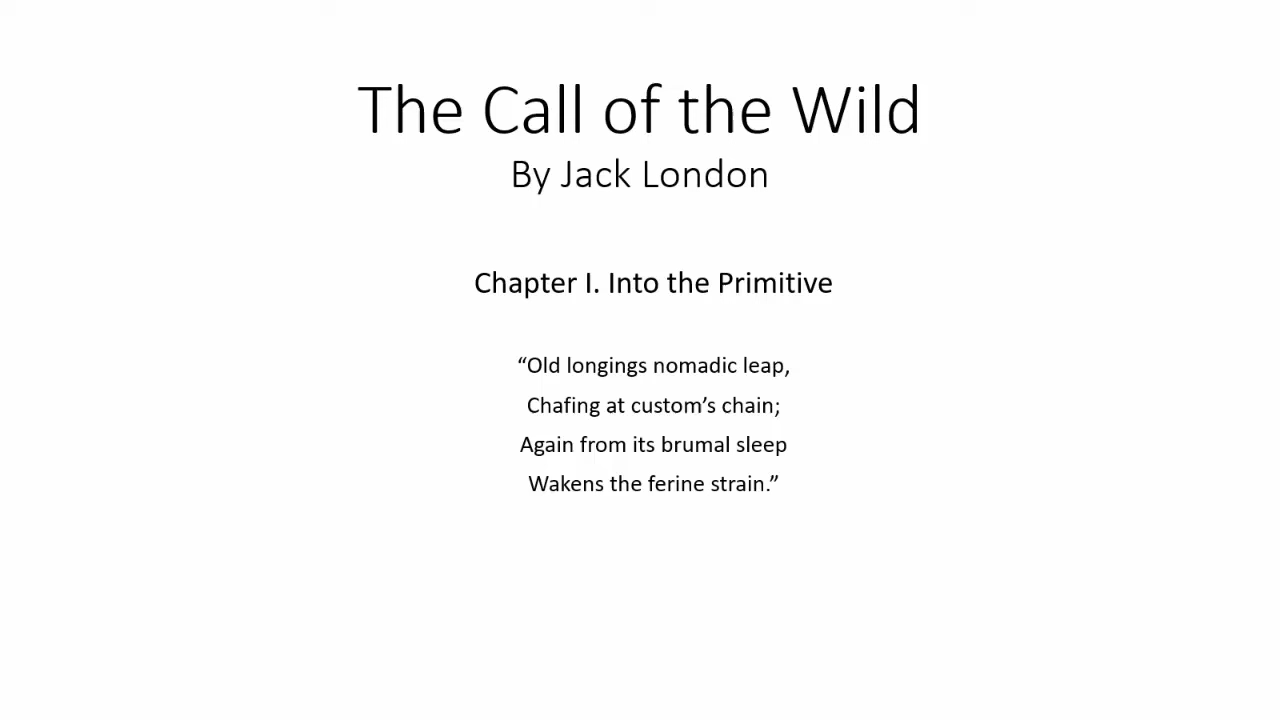 The Call of the Wild
By Jack London
Chapter I. Into the Primitive
“Old longings nomadic leap,
Chafing at custom’s chain;
Again from its brumal sleep
Wakens the ferine strain.”